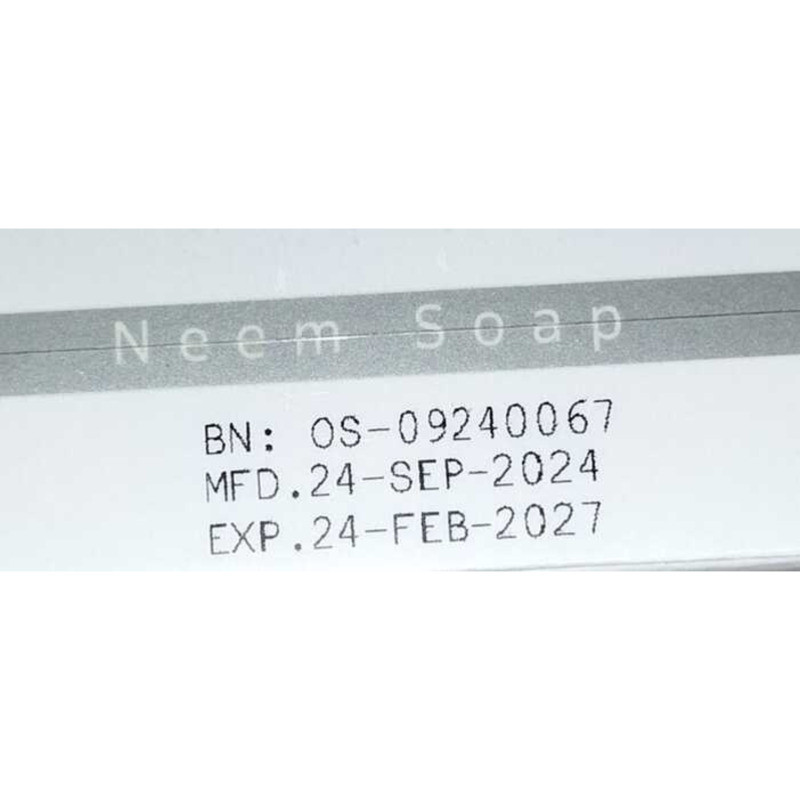 Neem Soap
BN: OS-09240067
MFD.24-SEP-2024
EXP.24-FEB-2027